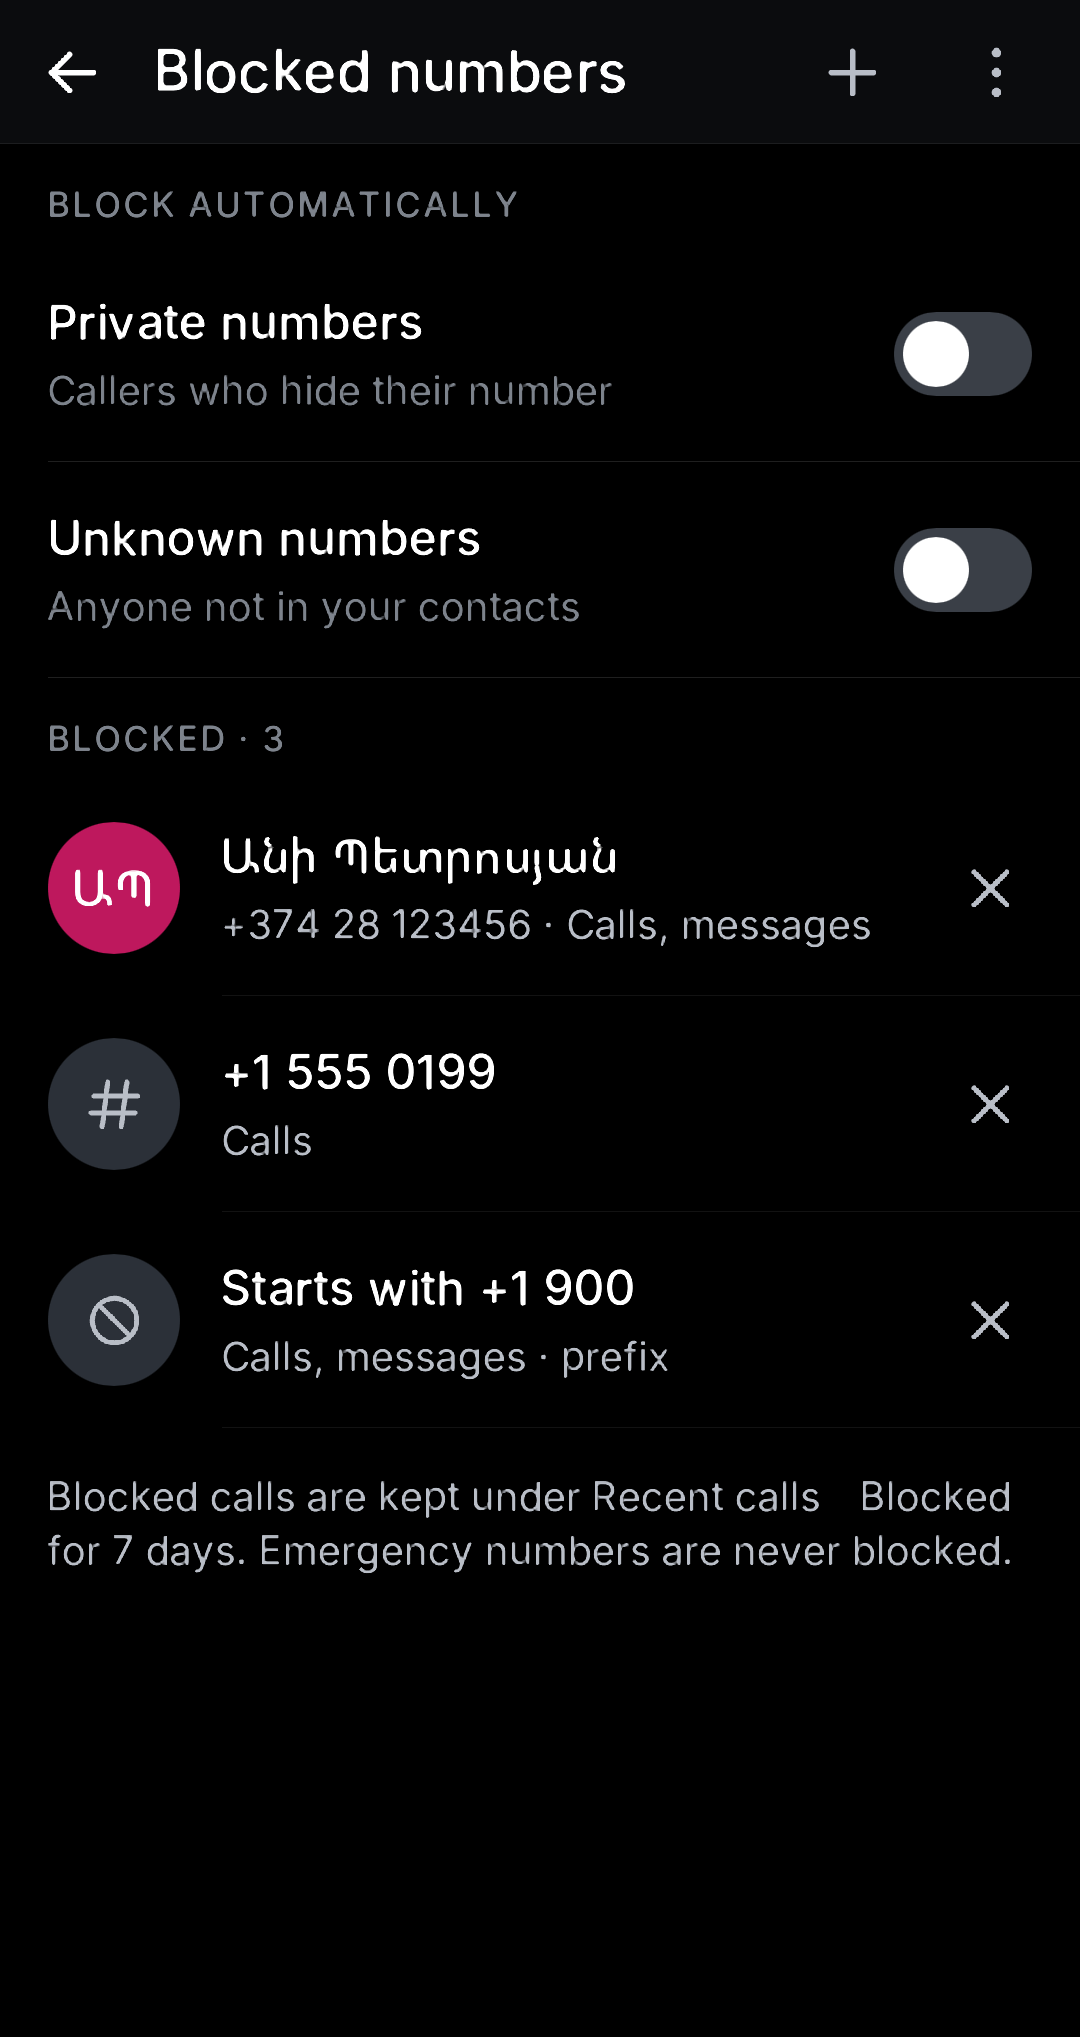 Blocked numbers
BLOCK AUTOMATICALLY
Private numbers
Callers who hide their number
Unknown numbers
Anyone not in your contacts
BLOCKED · 3
ԱՊ
Անի Պետրոսյան
+374 28 123456 · Calls, messages
+1 555 0199
Calls
Starts with +1 900
Calls, messages · prefix
Blocked calls are kept under Recent calls Blocked
for 7 days. Emergency numbers are never blocked.